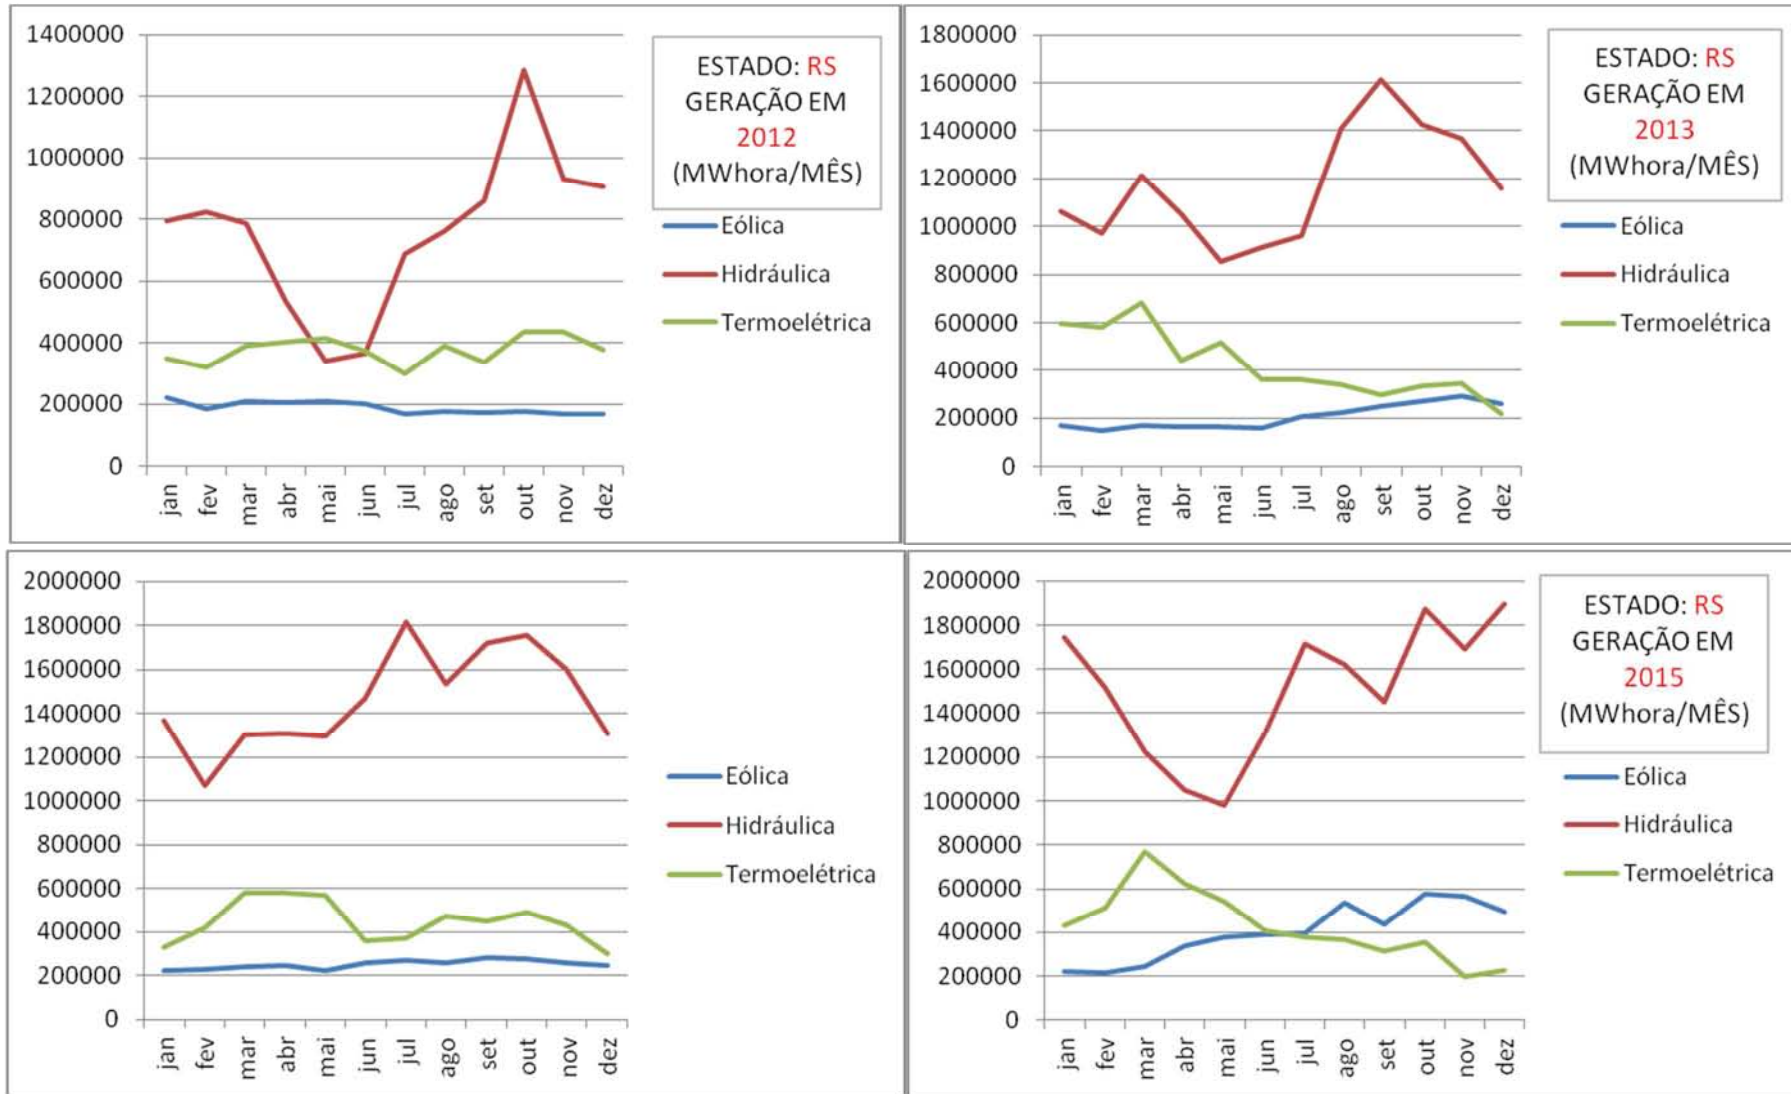 1400000
1200000
1000000
800000
600000
400000
200000
0
jan
fev
mar
abr
mai
jun
jul
ago
set
out
nov
dez
ESTADO: RS
GERAÇÃO EM
2012
(MWhora/MÊS)
Eólica
Hidráulica
Termoelétrica
1800000
1600000
1400000
1200000
1000000
800000
600000
400000
200000
0
jan
fev
mar
abr
mai
jun
jul
ago
set
out
nov
dez
ESTADO: RS
GERAÇÃO EM
2013
(MWhora/MÊS)
Eólica
Hidráulica
Termoelétrica
2000000
1800000
1600000
1400000
1200000
1000000
800000
600000
400000
200000
0
jan
fev
mar
abr
mai
jun
jul
ago
set
out
nov
dez
Eólica
Hidráulica
Termoelétrica
2000000
1800000
1600000
1400000
1200000
1000000
800000
600000
400000
200000
0
jan
fev
mar
abr
mai
jun
jul
ago
set
out
nov
dez
ESTADO: RS
GERAÇÃO EM
2015
(MWhora/MÊS)
Eólica
Hidráulica
Termoelétrica